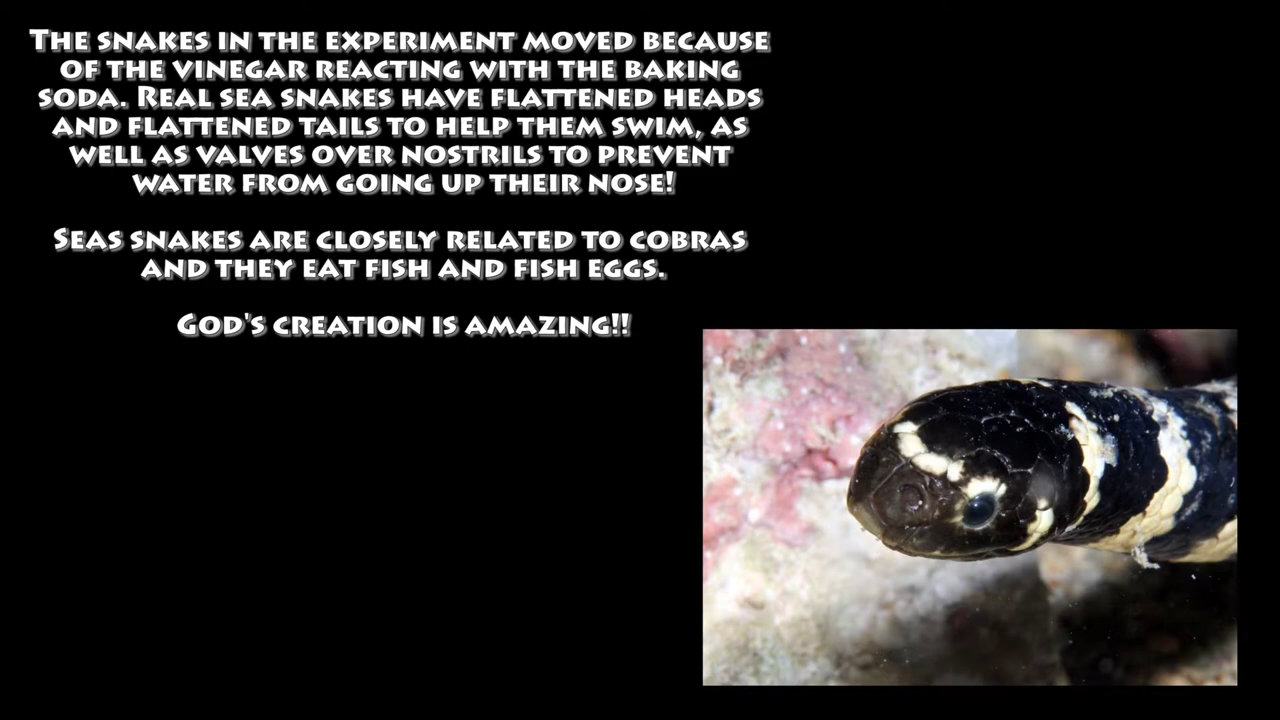 The snakes in the experiment moved because
of the vinegar reacting with the baking
soda. Real sea snakes have flattened heads
and flattened tails to help them swim, as
well as valves over nostrils to prevent
water from going up their nose!
Seas snakes are closely related to cobras
and they eat fish and fish eggs.
God's creation is amazing!!